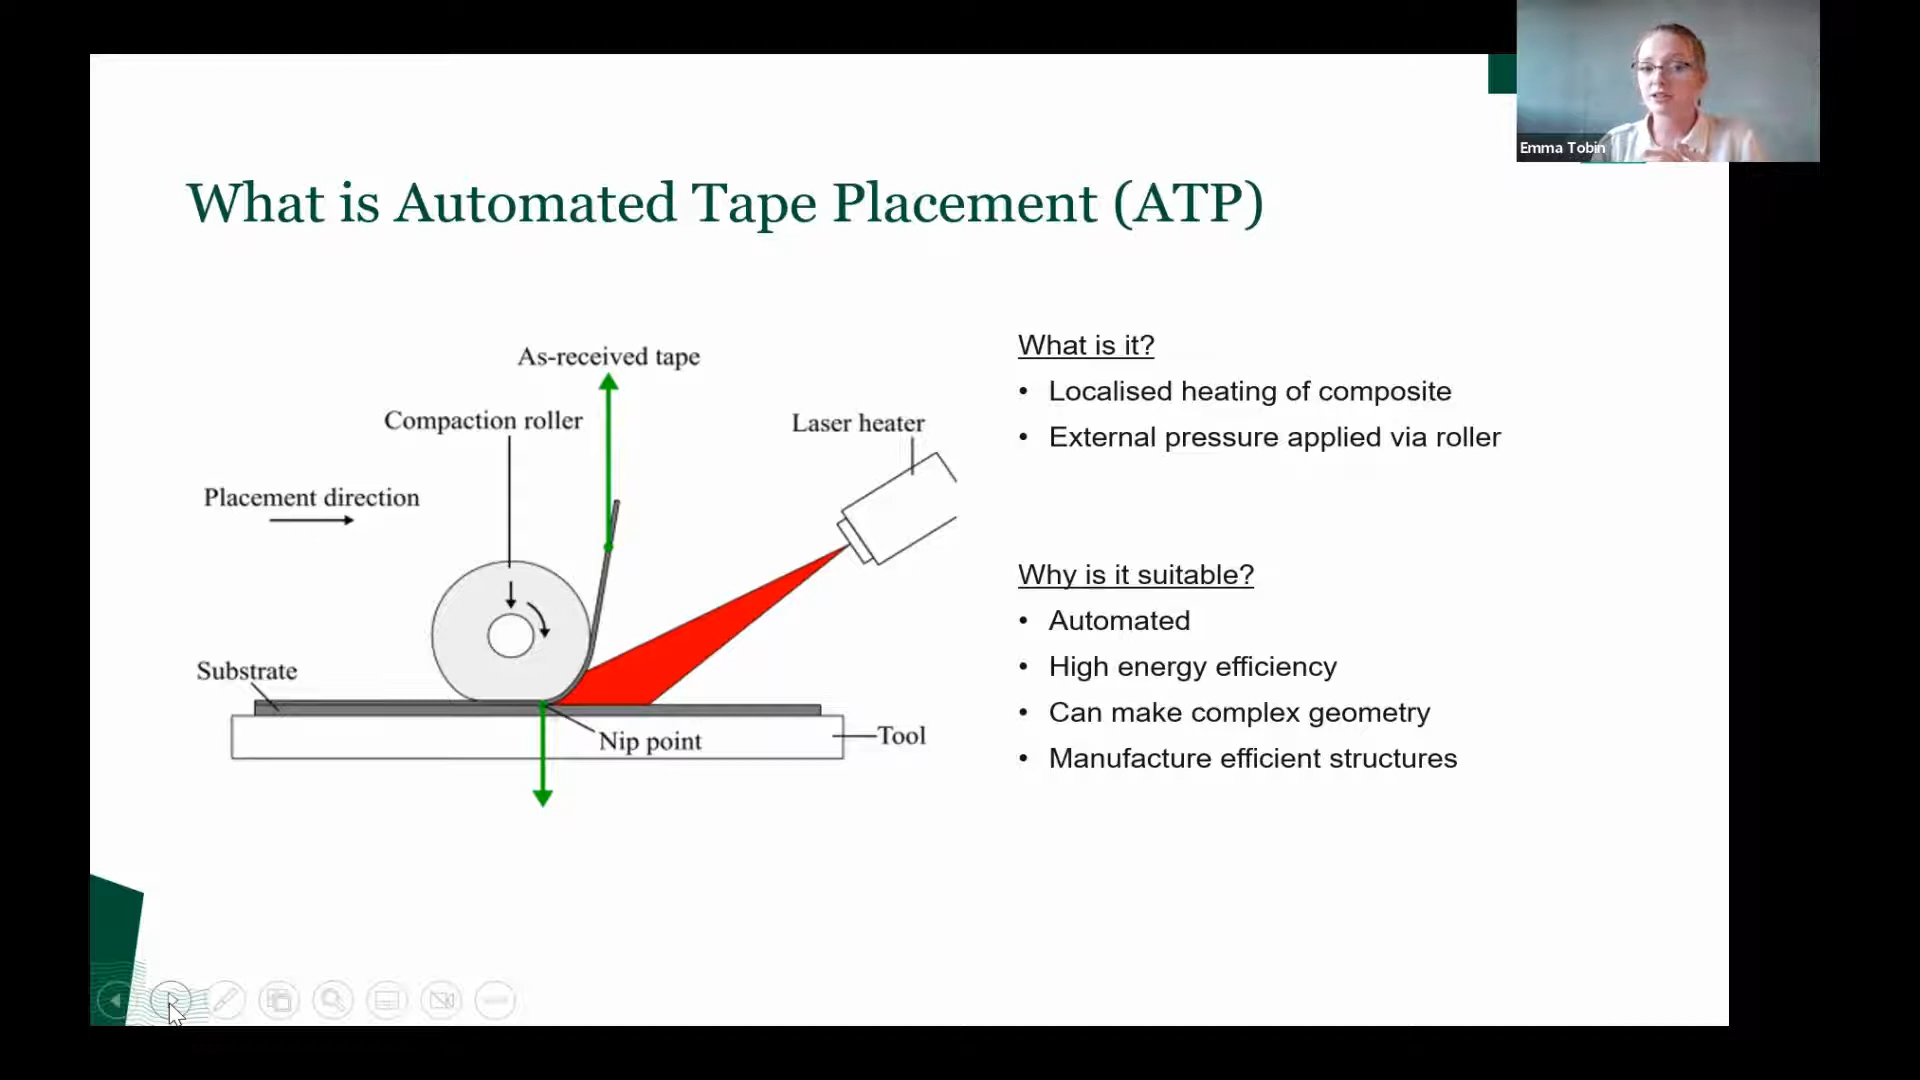 Emma Tobin
What is Automated Tape Placement (ATP)
As-received tape
Compaction roller
Laser heater
Placement direction
Substrate
Nip point
Tool
What is it?
• Localised heating of composite
• External pressure applied via roller
Why is it suitable?
• Automated
• High energy efficiency
• Can make complex geometry
• Manufacture efficient structures